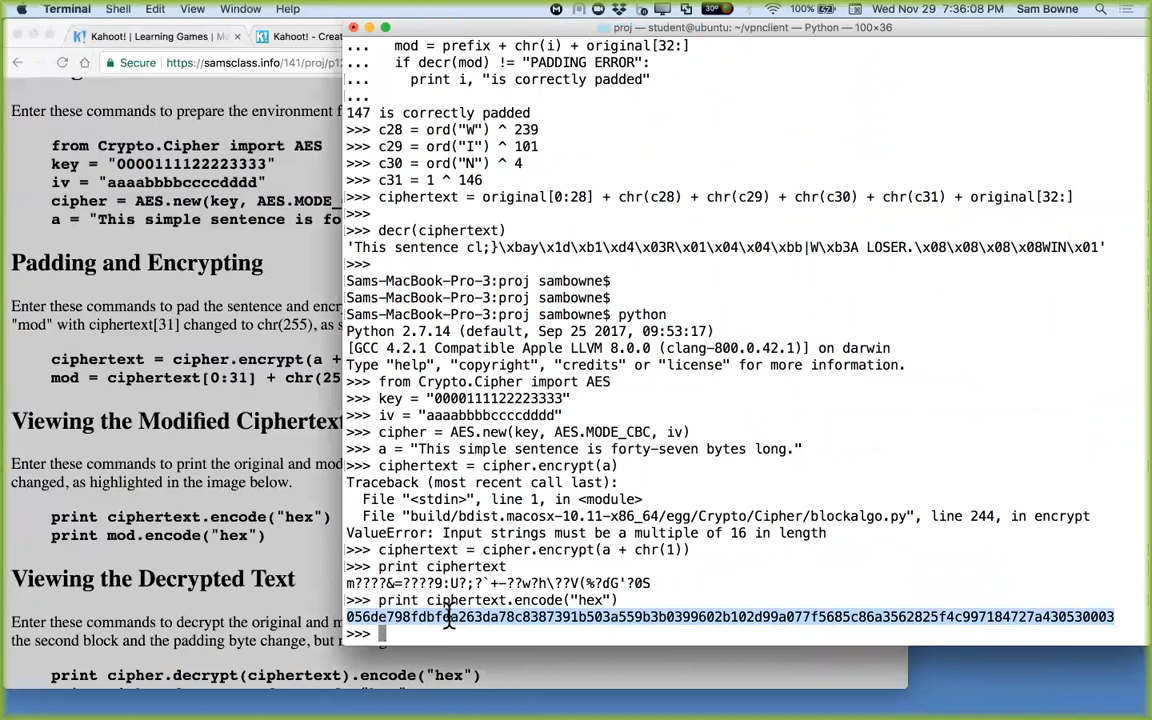 Terminal Shell Edit View Window Help 30° 100% Wed Nov 29 7:36:08 PM Sam Bowne
proj — student@ubuntu: ~/vpnclient — Python — 100×36
Kahoot! | Learning Games | M
Kahoot! - Crea
Secure https://samsclass.info/141/proj/p1
Enter these commands to prepare the environment f
from Crypto.Cipher import AES
key = "0000111122223333"
iv = "aaaabbbbccccdddd"
cipher = AES.new(key, AES.MODE_
a = "This simple sentence is fo
Padding and Encrypting
Enter these commands to pad the sentence and encr
"mod" with ciphertext[31] changed to chr(255), as s
ciphertext = cipher.encrypt(a +
mod = ciphertext[0:31] + chr(25
Viewing the Modified Ciphertext
Enter these commands to print the original and mod
changed, as highlighted in the image below.
print ciphertext.encode("hex")
print mod.encode("hex")
Viewing the Decrypted Text
Enter these commands to decrypt the original and m
the second block and the padding byte change, but
print cipher.decrypt(ciphertext).encode("hex")
... mod = prefix + chr(i) + original[32:]
... if decr(mod) != "PADDING ERROR":
... print i, "is correctly padded"
...
147 is correctly padded
>>> c28 = ord("W") ^ 239
>>> c29 = ord("I") ^ 101
>>> c30 = ord("N") ^ 4
>>> c31 = 1 ^ 146
>>> ciphertext = original[0:28] + chr(c28) + chr(c29) + chr(c30) + chr(c31) + original[32:]
>>>
>>> decr(ciphertext)
'This sentence cl;}\xbay\x1d\xb1\xd4\x03R\x01\x04\x04\xbb|W\xb3A LOSER.\x08\x08\x08\x08WIN\x01'
>>>
Sams-MacBook-Pro-3:proj sambowne$
Sams-MacBook-Pro-3:proj sambowne$
Sams-MacBook-Pro-3:proj sambowne$ python
Python 2.7.14 (default, Sep 25 2017, 09:53:17)
[GCC 4.2.1 Compatible Apple LLVM 8.0.0 (clang-800.0.42.1)] on darwin
Type "help", "copyright", "credits" or "license" for more information.
>>> from Crypto.Cipher import AES
>>> key = "0000111122223333"
>>> iv = "aaaabbbbccccdddd"
>>> cipher = AES.new(key, AES.MODE_CBC, iv)
>>> a = "This simple sentence is forty-seven bytes long."
>>> ciphertext = cipher.encrypt(a)
Traceback (most recent call last):
File "<stdin>", line 1, in <module>
File "build/bdist.macosx-10.11-x86_64/egg/Crypto/Cipher/blockalgo.py", line 244, in encrypt
ValueError: Input strings must be a multiple of 16 in length
>>> ciphertext = cipher.encrypt(a + chr(1))
>>> print ciphertext
m????&=????9:U?;?`+-??w?h\??V(%?dG'?0S
>>> print ciphertext.encode("hex")
056de798fdbfea263da78c8387391b503a559b3b0399602b102d99a077f5685c86a3562825f4c997184727a430530003
>>>